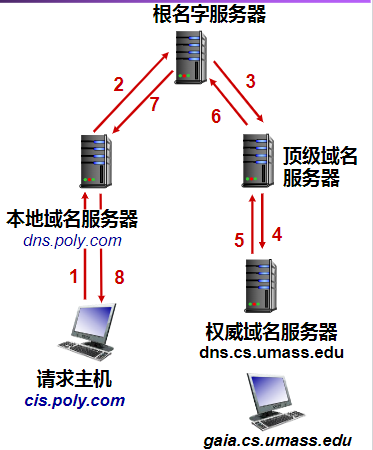 根名字服务器
2
7
3
6
顶级域名
服务器
本地域名服务器
dns.poly.com
1
8
5
4
请求主机
cis.poly.com
权威域名服务器
dns.cs.umass.edu
gaia.cs.umass.edu